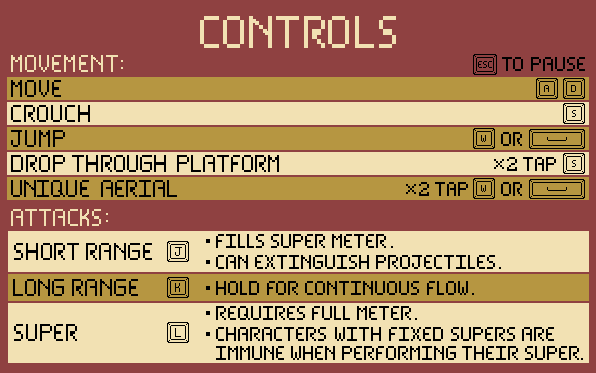 CONTROLS
MOVEMENT: ESC TO PAUSE
MOVE A D
CROUCH S
JUMP W OR
DROP THROUGH PLATFORM ×2 TAP S
UNIQUE AERIAL ×2 TAP W OR
ATTACKS:
SHORT RANGE J
• FILLS SUPER METER.
• CAN EXTINGUISH PROJECTILES.
LONG RANGE K • HOLD FOR CONTINUOUS FLOW.
SUPER L
• REQUIRES FULL METER.
• CHARACTERS WITH FIXED SUPERS ARE
IMMUNE WHEN PERFORMING THEIR SUPER.